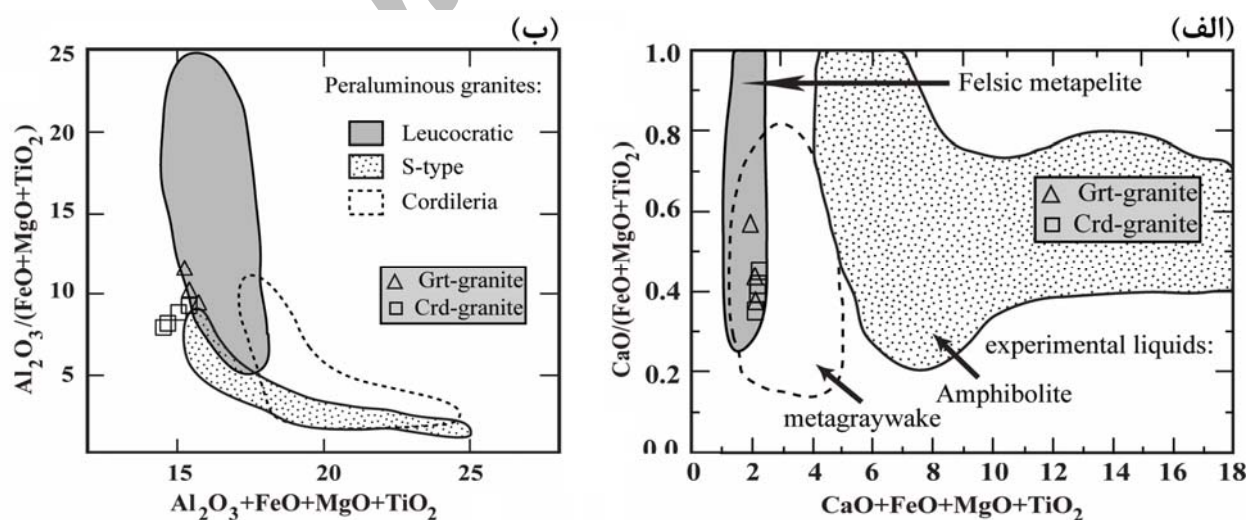 (ب)
25
20
15
10
5
15
20
25
Al₂O₃/(FeO+MgO+TiO₂)
Al₂O₃+FeO+MgO+TiO₂
Peraluminous granites:
Leucocratic
S-type
Cordileria
Grt-granite
Crd-granite
(الف)
1.0
0.8
0.6
0.4
0.2
0.0
0 2 4 6 8 10 12 14 16 18
CaO/(FeO+MgO+TiO₂)
CaO+FeO+MgO+TiO₂
Felsic metapelite
Grt-granite
Crd-granite
experimental liquids:
Amphibolite
metagraywake